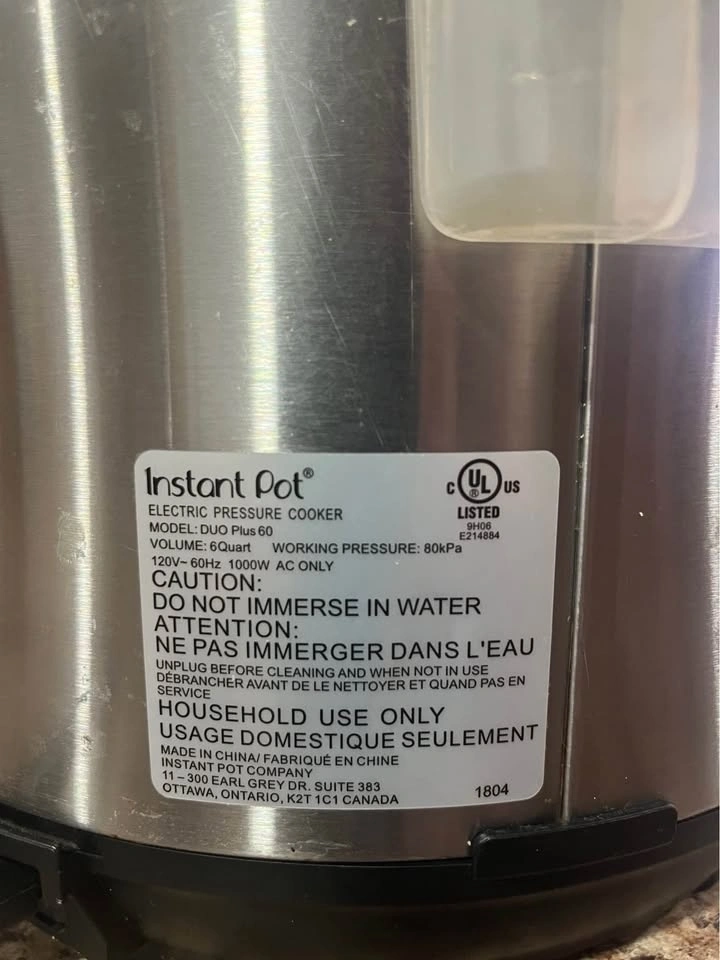 Instant Pot®
ELECTRIC PRESSURE COOKER
MODEL: DUO Plus 60
VOLUME: 6Quart WORKING PRESSURE: 80kPa
120V~ 60Hz 1000W AC ONLY
C UL ® US
LISTED
9H06
E214884
CAUTION:
DO NOT IMMERSE IN WATER
ATTENTION:
NE PAS IMMERGER DANS L'EAU
UNPLUG BEFORE CLEANING AND WHEN NOT IN USE
DÉBRANCHER AVANT DE LE NETTOYER ET QUAND PAS EN
SERVICE
HOUSEHOLD USE ONLY
USAGE DOMESTIQUE SEULEMENT
MADE IN CHINA/ FABRIQUÉ EN CHINE
INSTANT POT COMPANY
11 – 300 EARL GREY DR. SUITE 383
OTTAWA, ONTARIO, K2T 1C1 CANADA
1804